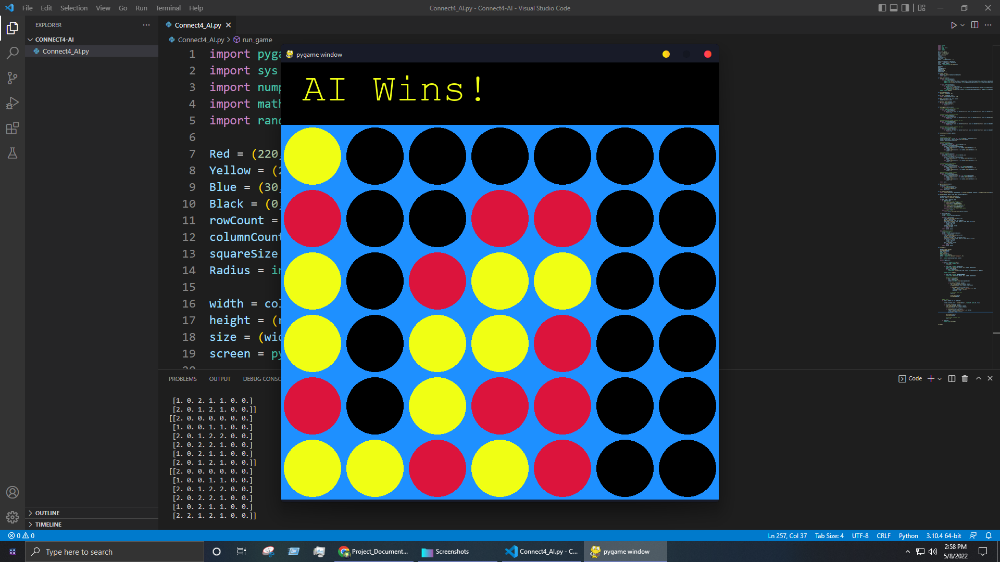 File Edit Selection View Go Run Terminal Help
Connect4_AI.py - Connect4-AI - Visual Studio Code
EXPLORER
CONNECT4-AI
Connect4_AI.py
OUTLINE
TIMELINE
Connect4_AI.py
Connect4_AI.py > run_game
1 import pyga
2 import sys
3 import nump
4 import math
5 import rand
6
7 Red = (220,
8 Yellow = (2
9 Blue = (30,
10 Black = (0,
11 rowCount =
12 columnCount
13 squareSize
14 Radius = in
15
16 width = col
17 height = (r
18 size = (wid
19 screen = py
pygame window
AI Wins!
PROBLEMS OUTPUT DEBUG CONSO
Code
[1. 0. 2. 1. 1. 0. 0.]
[2. 0. 1. 2. 1. 0. 0.]]
[[2. 0. 0. 0. 0. 0. 0.]
[1. 0. 0. 1. 1. 0. 0.]
[2. 0. 1. 2. 2. 0. 0.]
[2. 0. 2. 2. 1. 0. 0.]
[1. 0. 2. 1. 1. 0. 0.]
[2. 0. 1. 2. 1. 0. 0.]]
[[2. 0. 0. 0. 0. 0. 0.]
[1. 0. 0. 1. 1. 0. 0.]
[2. 0. 1. 2. 2. 0. 0.]
[2. 0. 2. 2. 1. 0. 0.]
[1. 0. 2. 1. 1. 0. 0.]
[2. 2. 1. 2. 1. 0. 0.]]
0 0
Ln 257, Col 37 Tab Size: 4 UTF-8 CRLF Python 3.10.4 64-bit
Type here to search
Project_Document...
Screenshots
Connect4_AI.py - C...
pygame window
2:58 PM
5/8/2022